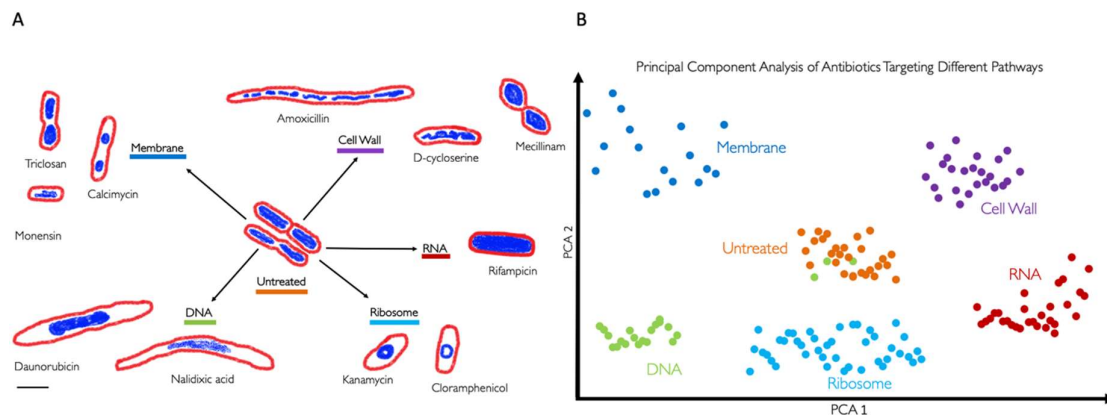 A
Triclosan
Calcimycin
Monensin
Membrane
Amoxicillin
Cell Wall
D-cycloserine
Mecillinam
RNA
Rifampicin
Untreated
DNA
Ribosome
Daunorubicin
Nalidixic acid
Kanamycin
Cloramphenicol
B
Principal Component Analysis of Antibiotics Targeting Different Pathways
PCA 2
Membrane
Cell Wall
Untreated
RNA
DNA
Ribosome
PCA 1